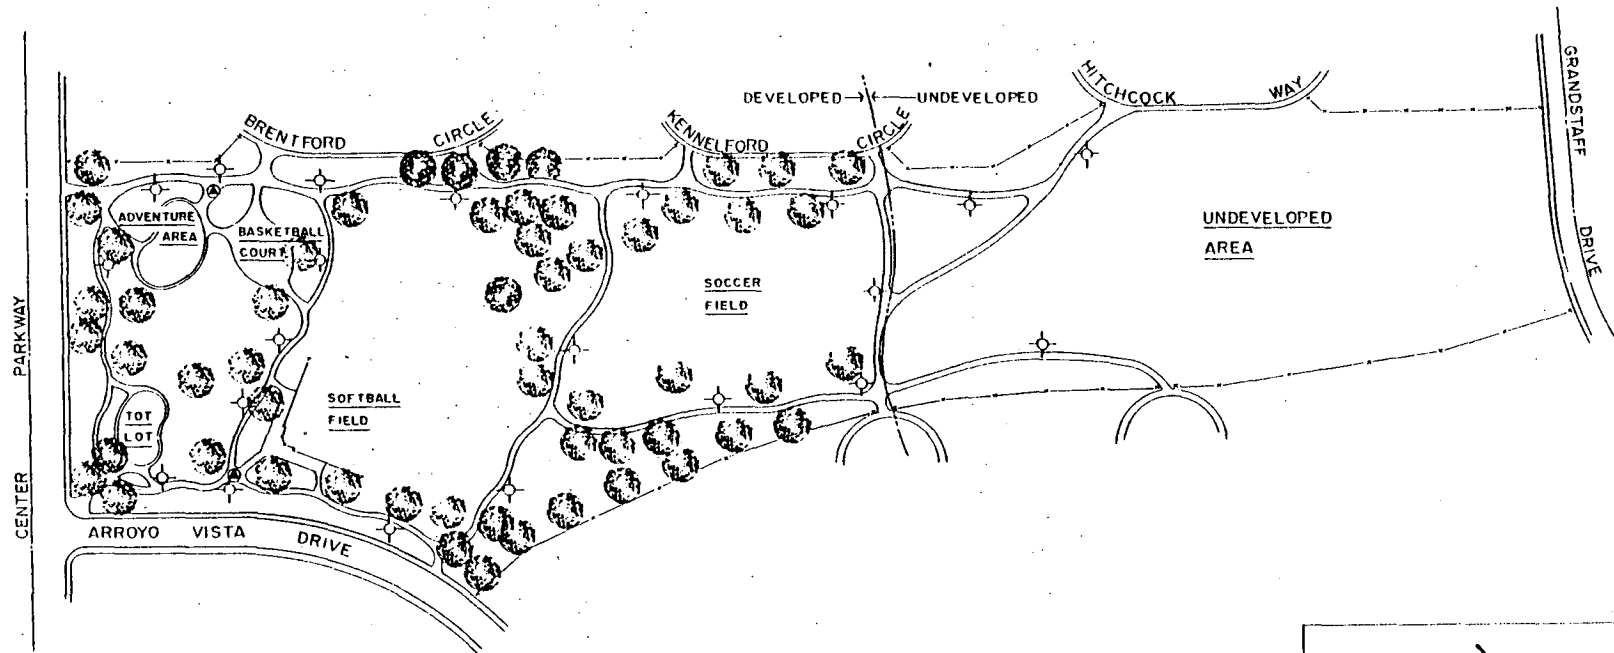 GRANDSTAFF
DRIVE
HITCHCOCK WAY
DEVELOPED
UNDEVELOPED
BRENTFORD CIRCLE
KENNELFORD CIRCLE
ADVENTURE
AREA
BASKETBALL
COURT
UNDEVELOPED
AREA
SOCCER
FIELD
CENTER PARKWAY
SOFTBALL
FIELD
TOT
LOT
ARROYO VISTA DRIVE